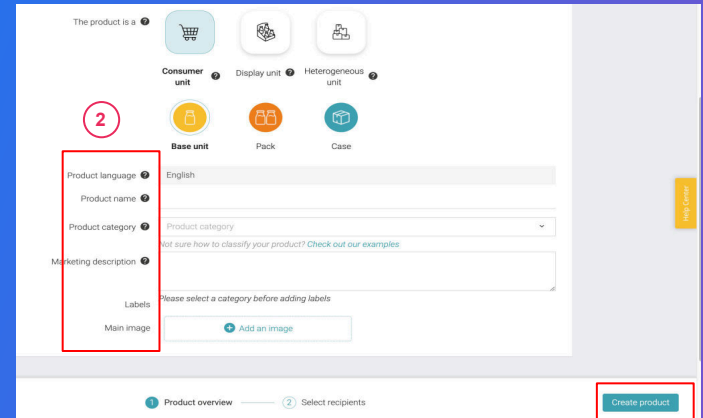 The product is a
Consumer unit
Display unit
Heterogeneous unit
2
Base unit
Pack
Case
Product language
English
Product name
Product category
Product category
Not sure how to classify your product? Check out our examples
Marketing description
Labels
Please select a category before adding labels
Main image
Add an image
Help Center
1 Product overview
2 Select recipients
Create product